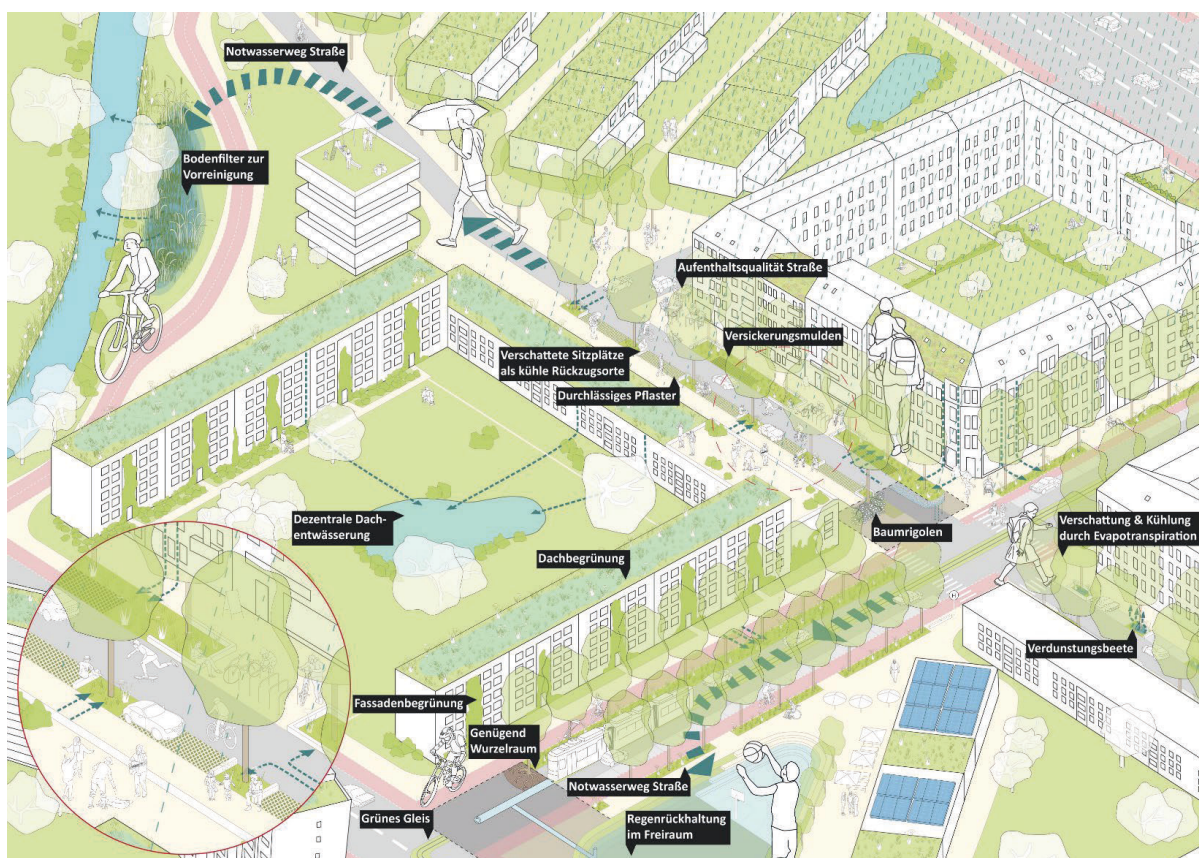 Notwasserweg Straße
Bodenfilter zur
Vorreinigung
Aufenthaltsqualität Straße
Versickerungsmulden
Verschattete Sitzplätze
als kühle Rückzugsorte
Durchlässiges Pflaster
Dezentrale Dach-
entwässerung
Baumrigolen
Verschattung & Kühlung
durch Evapotranspiration
Dachbegrünung
H
Verdunstungsbeete
Fassadenbegrünung
Genügend
Wurzelraum
Notwasserweg Straße
Grünes Gleis
Regenrückhaltung
im Freiraum